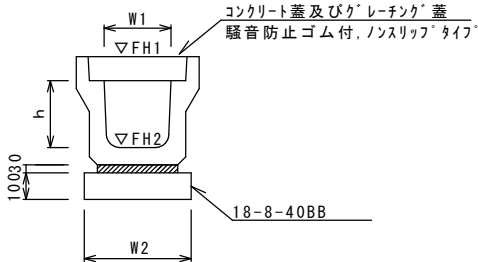 W1
コンクリート蓋及びグレーチング蓋
騒音防止ゴム付,ノンスリップタイプ
▽FH1
h
▽FH2
30
100
18-8-40BB
W2